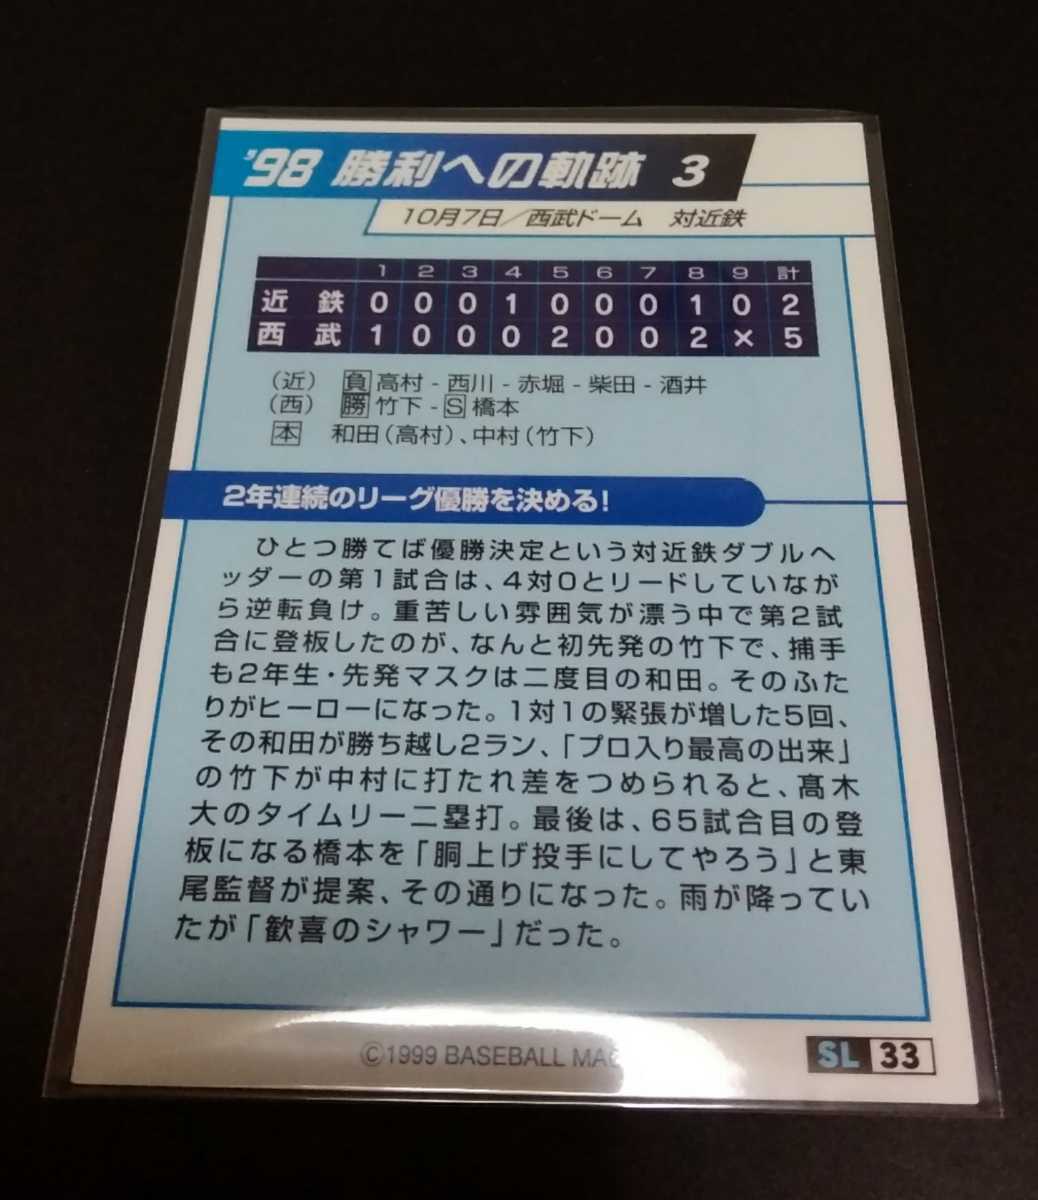 '98 勝利への軌跡 3
10月7日／西武ドーム 対近鉄
1 2 3 4 5 6 7 8 9 計
近 鉄 0 0 0 1 0 0 0 1 0 2
西 武 1 0 0 0 2 0 0 2 × 5
（近） 負 高村 - 西川 - 赤堀 - 柴田 - 酒井
（西） 勝 竹下 - S 橋本
本 和田（高村）、中村（竹下）
2年連続のリーグ優勝を決める！
ひとつ勝てば優勝決定という対近鉄ダブルヘ
ッダーの第1試合は、4対0とリードしていなが
ら逆転負け。重苦しい雰囲気が漂う中で第2試
合に登板したのが、なんと初先発の竹下で、捕手
も2年生・先発マスクは二度目の和田。そのふた
りがヒーローになった。1対1の緊張が増した5回、
その和田が勝ち越し2ラン、「プロ入り最高の出来」
の竹下が中村に打たれ差をつめられると、髙木
大のタイムリー二塁打。最後は、65試合目の登
板になる橋本を「胴上げ投手にしてやろう」と東
尾監督が提案、その通りになった。雨が降ってい
たが「歓喜のシャワー」だった。
©1999 BASEBALL
SL 33